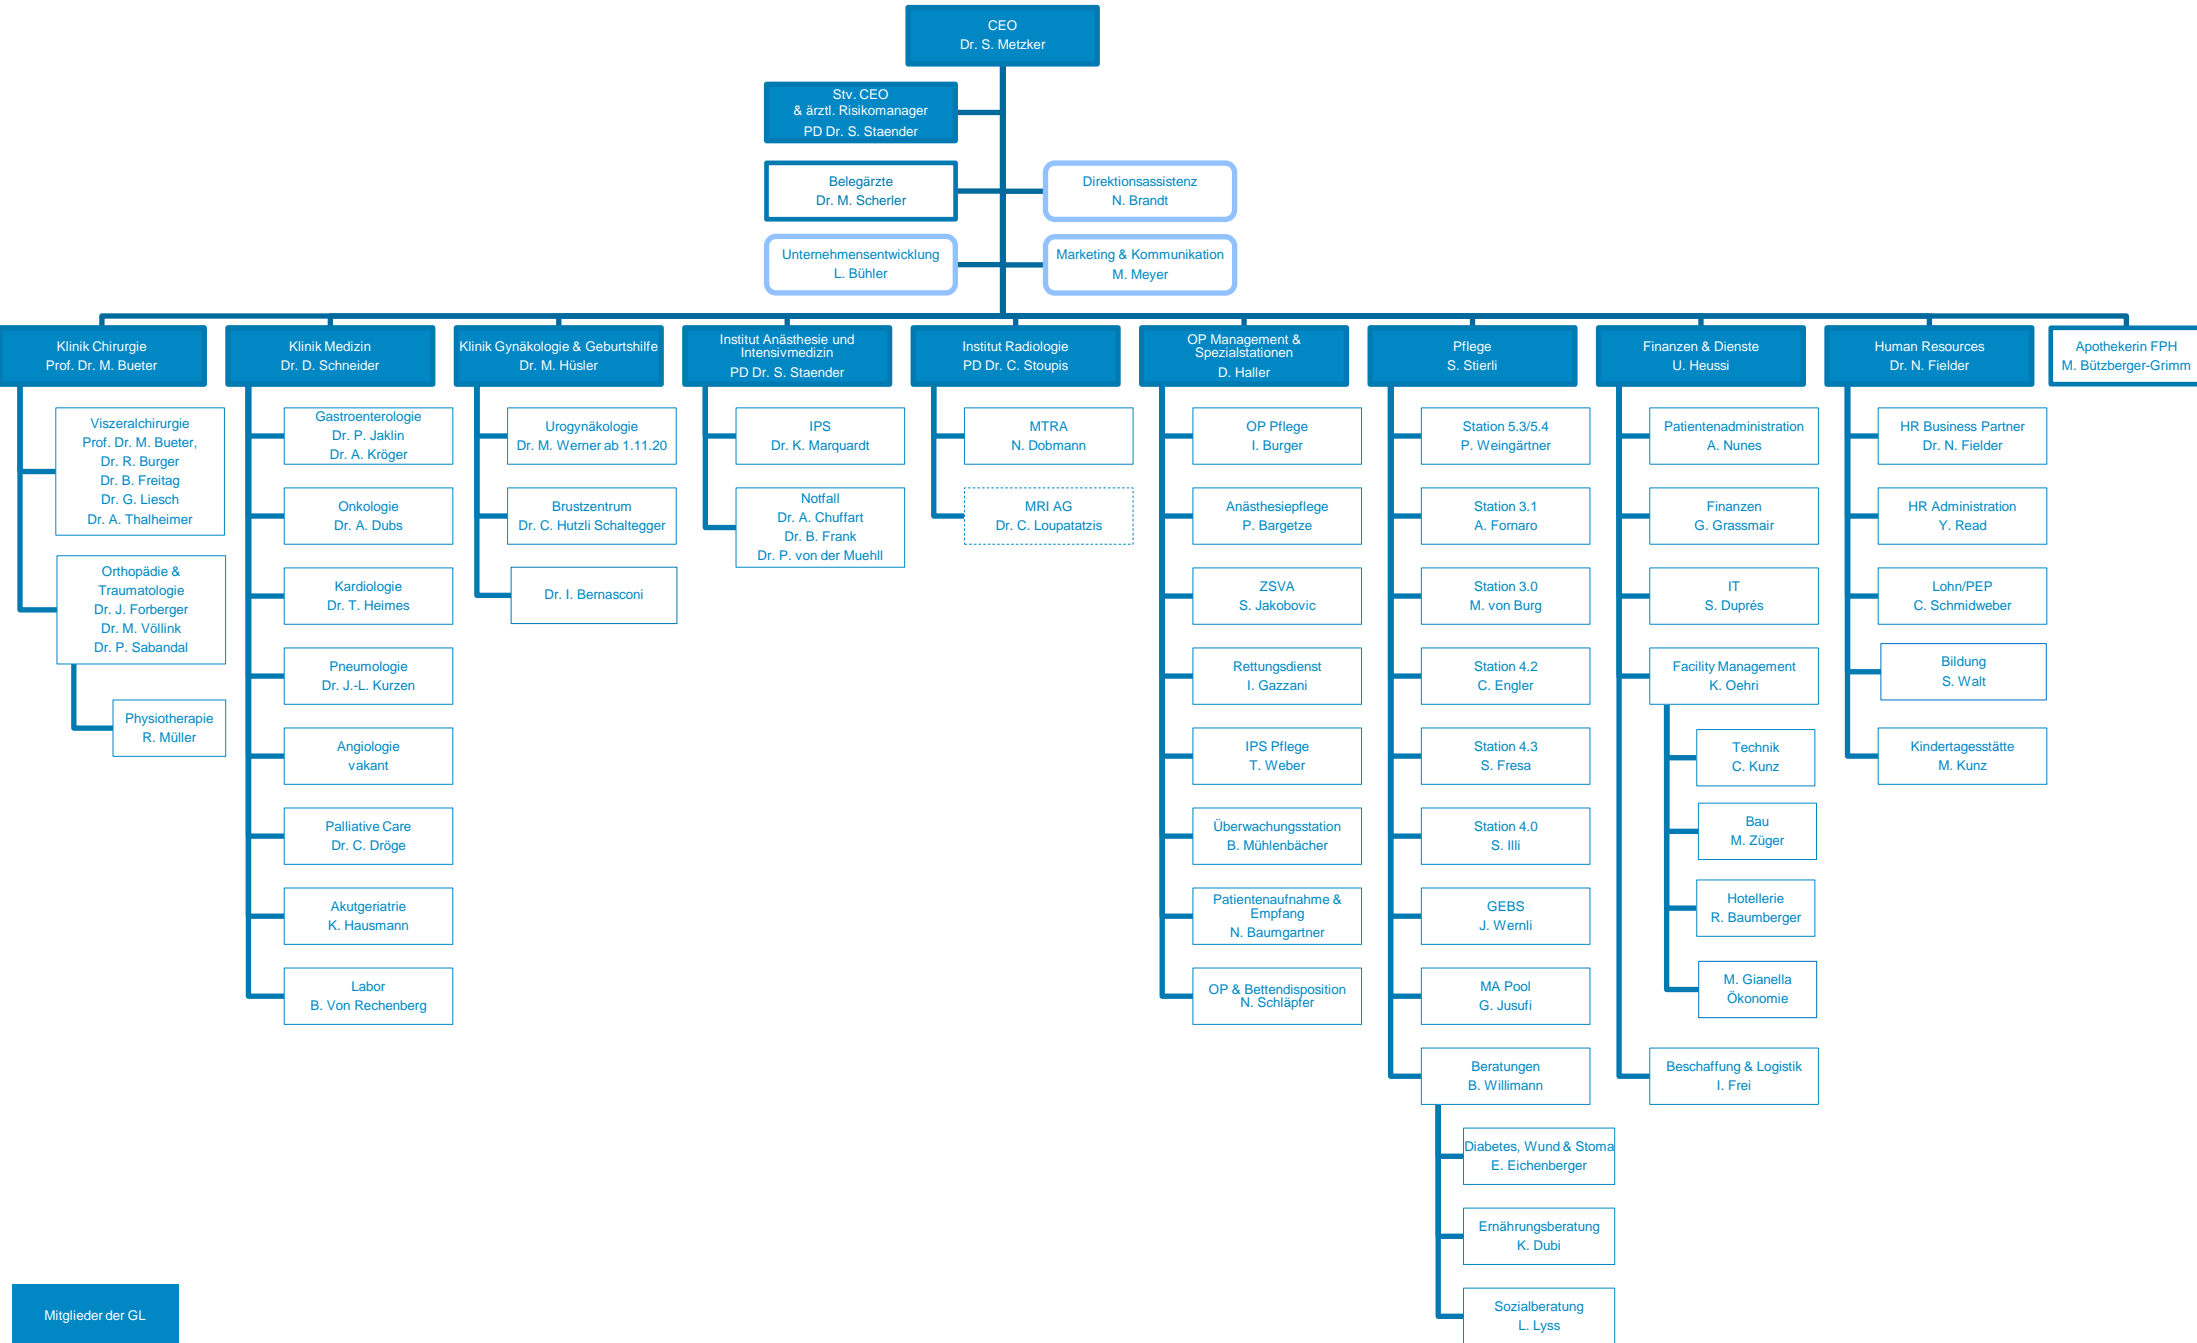 CEO
Dr. S. Metzker
Stv. CEO
& ärztl. Risikomanager
PD Dr. S. Staender
Belegärzte
Dr. M. Scherler
Direktionsassistenz
N. Brandt
Unternehmensentwicklung
L. Bühler
Marketing & Kommunikation
M. Meyer
Klinik Chirurgie
Prof. Dr. M. Bueter
Viszeralchirurgie
Prof. Dr. M. Bueter,
Dr. R. Burger
Dr. B. Freitag
Dr. G. Liesch
Dr. A. Thalheimer
Orthopädie &
Traumatologie
Dr. J. Forberger
Dr. M. Völlink
Dr. P. Sabandal
Physiotherapie
R. Müller
Klinik Medizin
Dr. D. Schneider
Gastroenterologie
Dr. P. Jaklin
Dr. A. Kröger
Onkologie
Dr. A. Dubs
Kardiologie
Dr. T. Heimes
Pneumologie
Dr. J.-L. Kurzen
Angiologie
vakant
Palliative Care
Dr. C. Dröge
Akutgeriatrie
K. Hausmann
Labor
B. Von Rechenberg
Klinik Gynäkologie & Geburtshilfe
Dr. M. Hüsler
Urogynäkologie
Dr. M. Werner ab 1.11.20
Brustzentrum
Dr. C. Hutzli Schaltegger
Dr. I. Bernasconi
Institut Anästhesie und
Intensivmedizin
PD Dr. S. Staender
IPS
Dr. K. Marquardt
Notfall
Dr. A. Chuffart
Dr. B. Frank
Dr. P. von der Muehll
Institut Radiologie
PD Dr. C. Stoupis
MTRA
N. Dobmann
MRI AG
Dr. C. Loupatatzis
OP Management &
Spezialstationen
D. Haller
OP Pflege
I. Burger
Anästhesiepflege
P. Bargetze
ZSVA
S. Jakobovic
Rettungsdienst
I. Gazzani
IPS Pflege
T. Weber
Überwachungsstation
B. Mühlenbächer
Patientenaufnahme &
Empfang
N. Baumgartner
OP & Bettendisposition
N. Schläpfer
Pflege
S. Stierli
Station 5.3/5.4
P. Weingärtner
Station 3.1
A. Fornaro
Station 3.0
M. von Burg
Station 4.2
C. Engler
Station 4.3
S. Fresa
Station 4.0
S. Illi
GEBS
J. Wernli
MA Pool
G. Jusufi
Beratungen
B. Willimann
Diabetes, Wund & Stoma
E. Eichenberger
Ernährungsberatung
K. Dubi
Sozialberatung
L. Lyss
Finanzen & Dienste
U. Heussi
Patientenadministration
A. Nunes
Finanzen
G. Grassmair
IT
S. Duprés
Facility Management
K. Oehri
Technik
C. Kunz
Bau
M. Züger
Hotellerie
R. Baumberger
M. Gianella
Ökonomie
Beschaffung & Logistik
I. Frei
Human Resources
Dr. N. Fielder
HR Business Partner
Dr. N. Fielder
HR Administration
Y. Read
Lohn/PEP
C. Schmidweber
Bildung
S. Walt
Kindertagesstätte
M. Kunz
Apothekerin FPH
M. Bützberger-Grimm
Mitglieder der GL